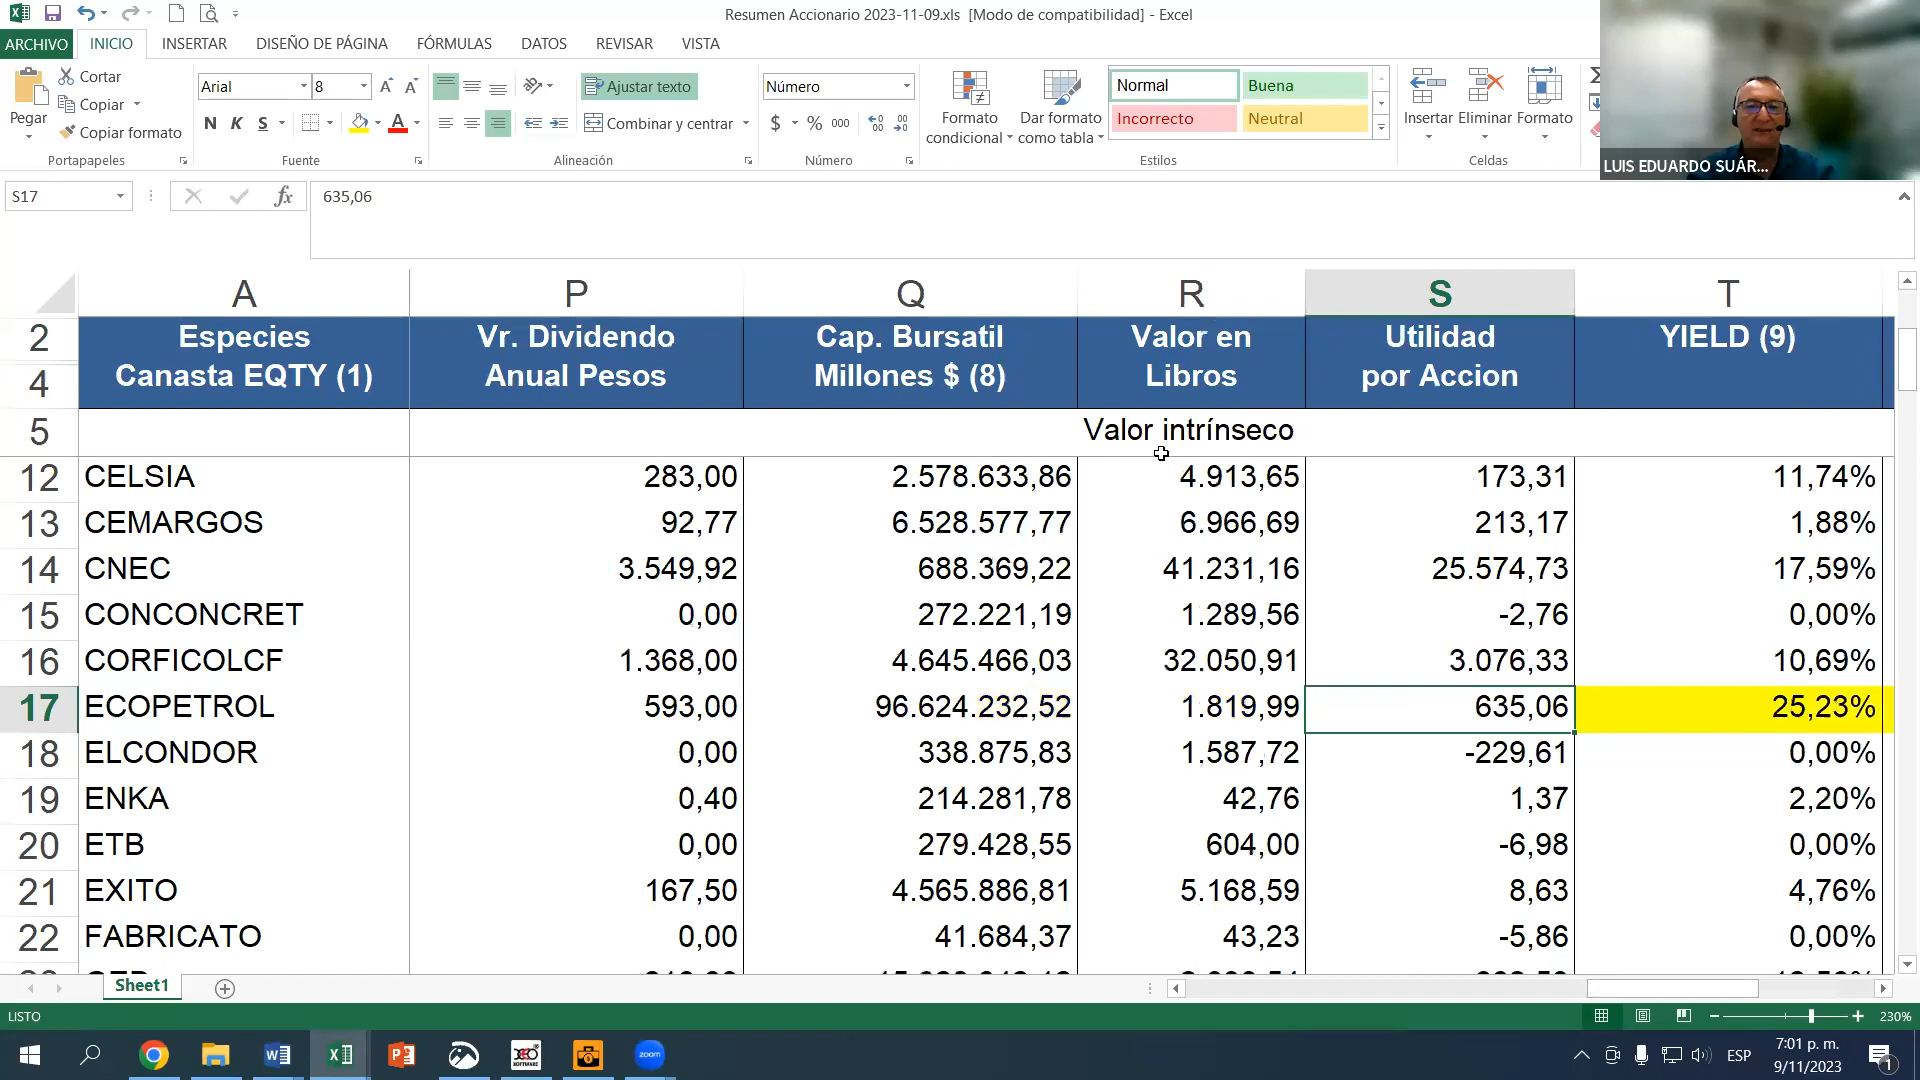 Resumen Accionario 2023-11-09.xls [Modo de compatibilidad] - Excel
ARCHIVO INICIO INSERTAR DISEÑO DE PÁGINA FÓRMULAS DATOS REVISAR VISTA
Pegar
Cortar
Copiar
Copiar formato
Portapapeles
Arial 8
N K S
Fuente
Ajustar texto
Combinar y centrar
Alineación
Número
$ % 000
Número
Formato condicional
Dar formato como tabla
Normal Buena
Incorrecto Neutral
Estilos
Insertar Eliminar Formato
Celdas
LUIS EDUARDO SUÁR...
S17 fx 635,06
A P Q R S T
2 Especies Vr. Dividendo Cap. Bursatil Valor en Utilidad YIELD (9)
4 Canasta EQTY (1) Anual Pesos Millones $ (8) Libros por Accion
5 Valor intrínseco
12 CELSIA 283,00 2.578.633,86 4.913,65 173,31 11,74%
13 CEMARGOS 92,77 6.528.577,77 6.966,69 213,17 1,88%
14 CNEC 3.549,92 688.369,22 41.231,16 25.574,73 17,59%
15 CONCONCRET 0,00 272.221,19 1.289,56 -2,76 0,00%
16 CORFICOLCF 1.368,00 4.645.466,03 32.050,91 3.076,33 10,69%
17 ECOPETROL 593,00 96.624.232,52 1.819,99 635,06 25,23%
18 ELCONDOR 0,00 338.875,83 1.587,72 -229,61 0,00%
19 ENKA 0,40 214.281,78 42,76 1,37 2,20%
20 ETB 0,00 279.428,55 604,00 -6,98 0,00%
21 EXITO 167,50 4.565.886,81 5.168,59 8,63 4,76%
22 FABRICATO 0,00 41.684,37 43,23 -5,86 0,00%
Sheet1
LISTO 230%
zoom
ESP
7:01 p. m.
9/11/2023
1